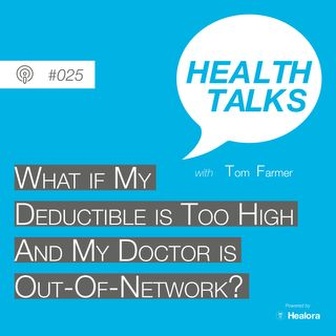 #025
HEALTH
TALKS
with Tom Farmer
WHAT IF MY
DEDUCTIBLE IS TOO HIGH
AND MY DOCTOR IS
OUT-OF-NETWORK?
Powered by
Healora